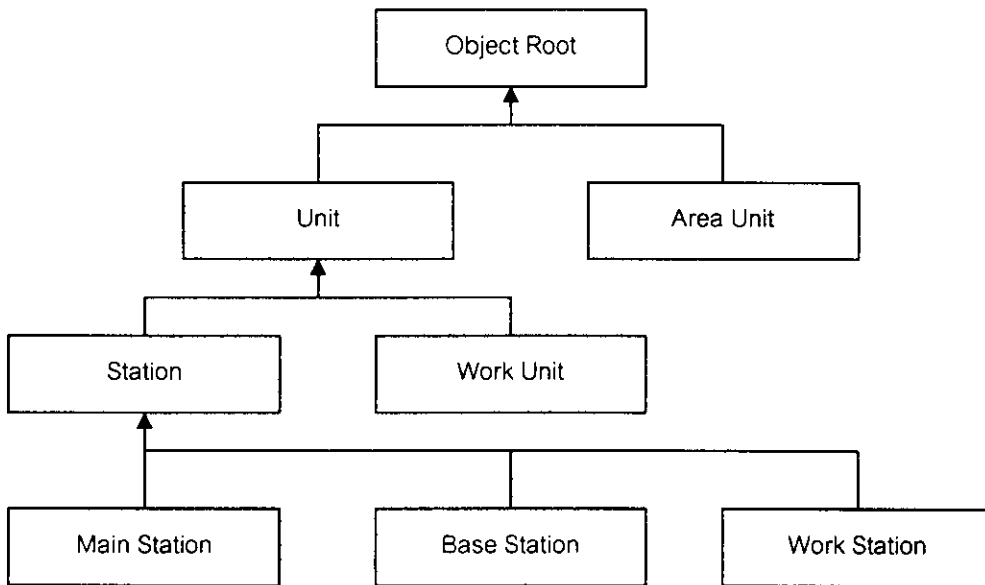 Object Root
Unit
Area Unit
Station
Work Unit
Main Station
Base Station
Work Station